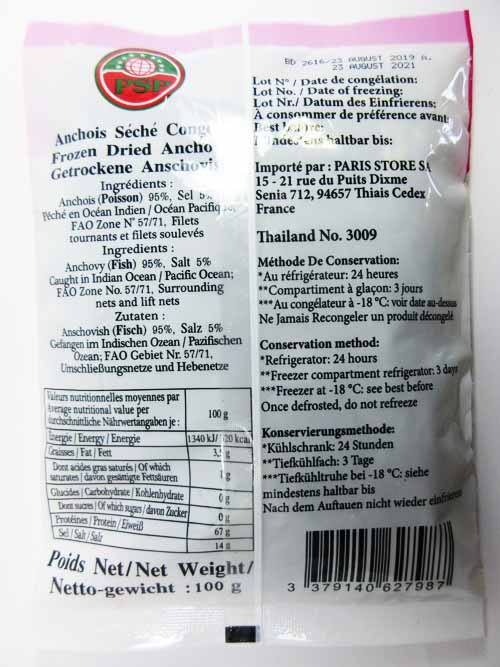 PSP
Anchois Séché
Frozen Dried
Getrockene
Ingrédients :
Anchois (Poisson) 95%, Sel
Péché en Océan Indien / Océan
FAO Zone N° 57/71, Filets
tournants et filets soulevés
Ingredients :
Anchovy (Fish) 95%, Salt 5%
Caught in Indian Ocean / Pacific Ocean;
FAO Zone No. 57/71, Surrounding
nets and lift nets
Zutaten :
Anschovish (Fisch) 95%, Salz 5%
Gefangen im Indischen Ozean / Pazifischen
Ozean; FAO Gebiet Nr. 57/71,
Umschließungsnetze und Hebenetze
Valeurs nutritionnelles moyennes par
Average nutritional value per
durchschnittliche Nährwertangaben je :
100 g
Energie / Energy / Energie
1340 kJ/
20 kcal
Graisses / Fat / Fett
g
Dont acides gras saturés / Of which
saturates / davon gesättigte Fettsäuren
g
Glucides / Carbohydrate / Kohlenhydrate
0 g
Dont sucres / Of which sugars / davon Zucker
0 g
Protéines / Protein / Eiweiß
67 g
Sel / Salt / Salz
14 g
Poids Net/Net Weight/
Netto-gewicht : 100 g
BD 2616/23 AUGUST 2019 A.
23 AUGUST 2021
Lot N° / Date de congélation:
Lot No. / Date of freezing:
Lot Nr./ Datum des Einfrierens:
À consommer de préférence avant:
Best
haltbar bis:
Importé par : PARIS STORE
15 - 21 rue du Puits Dixme
Senia 712, 94657 Thiais Cedex
France
Thailand No. 3009
Méthode De Conservation:
*Au réfrigérateur: 24 heures
**Compartiment à glaçon: 3 jours
***Au congélateur à -18 °C: voir date au-dessus
Ne Jamais Recongeler un produit décongelé
Conservation method:
*Refrigerator: 24 hours
**Freezer compartment refrigerator: 3 days
***Freezer at -18 °C: see best before
Once defrosted, do not refreeze
Konservierungsmethode:
*Kühlschrank: 24 Stunden
**Tiefkühlfach: 3 Tage
***Tiefkühltruhe bei -18 °C: siehe
mindestens haltbar bis
Nach dem Auftauen nicht wieder einfrieren
3 379140 627987